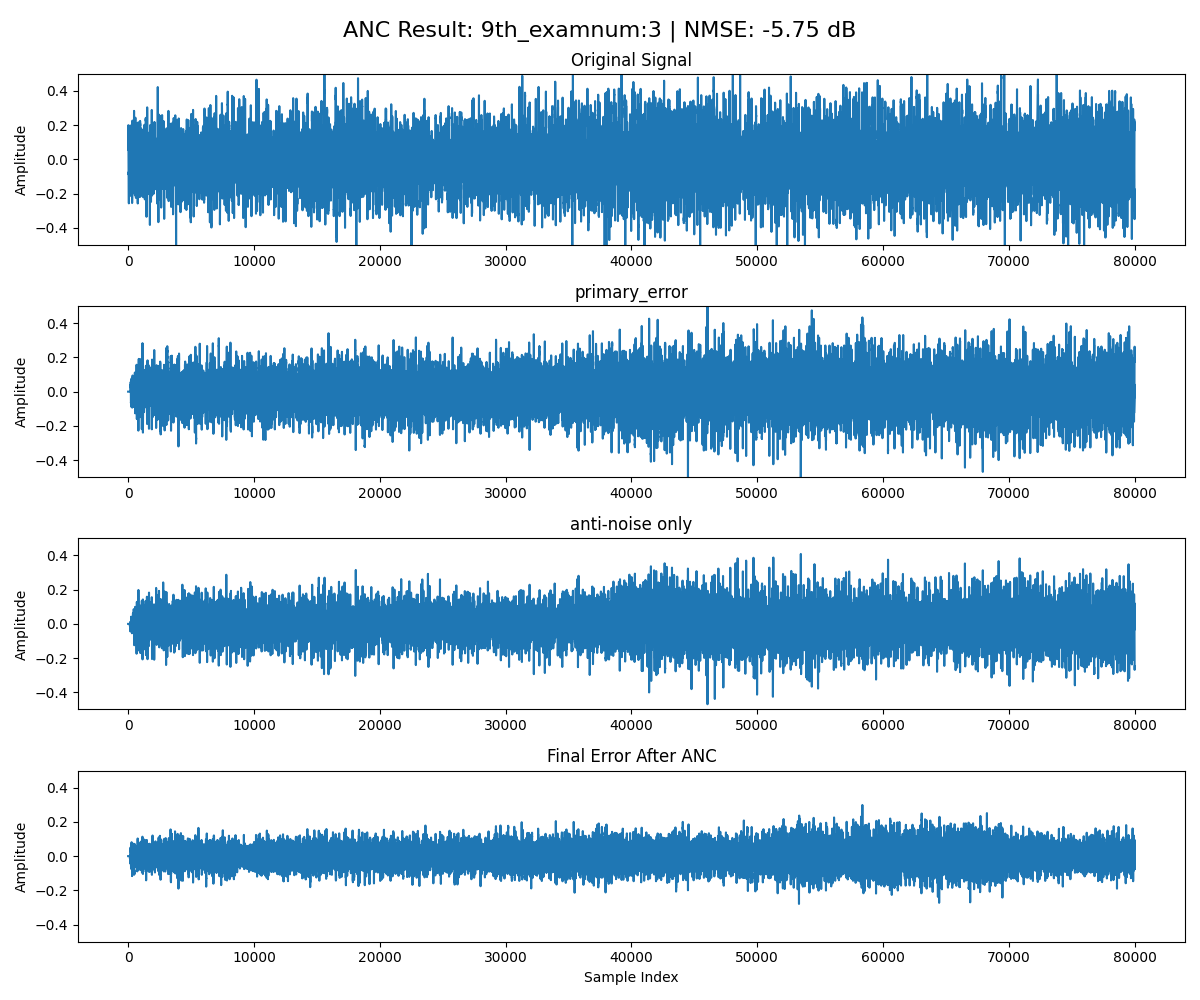 ANC Result: 9th_examnum:3 | NMSE: -5.75 dB
Original Signal
Amplitude
0.4
0.2
0.0
−0.2
−0.4
0 10000 20000 30000 40000 50000 60000 70000 80000
primary_error
Amplitude
0.4
0.2
0.0
−0.2
−0.4
0 10000 20000 30000 40000 50000 60000 70000 80000
anti-noise only
Amplitude
0.4
0.2
0.0
−0.2
−0.4
0 10000 20000 30000 40000 50000 60000 70000 80000
Final Error After ANC
Amplitude
0.4
0.2
0.0
−0.2
−0.4
0 10000 20000 30000 40000 50000 60000 70000 80000
Sample Index